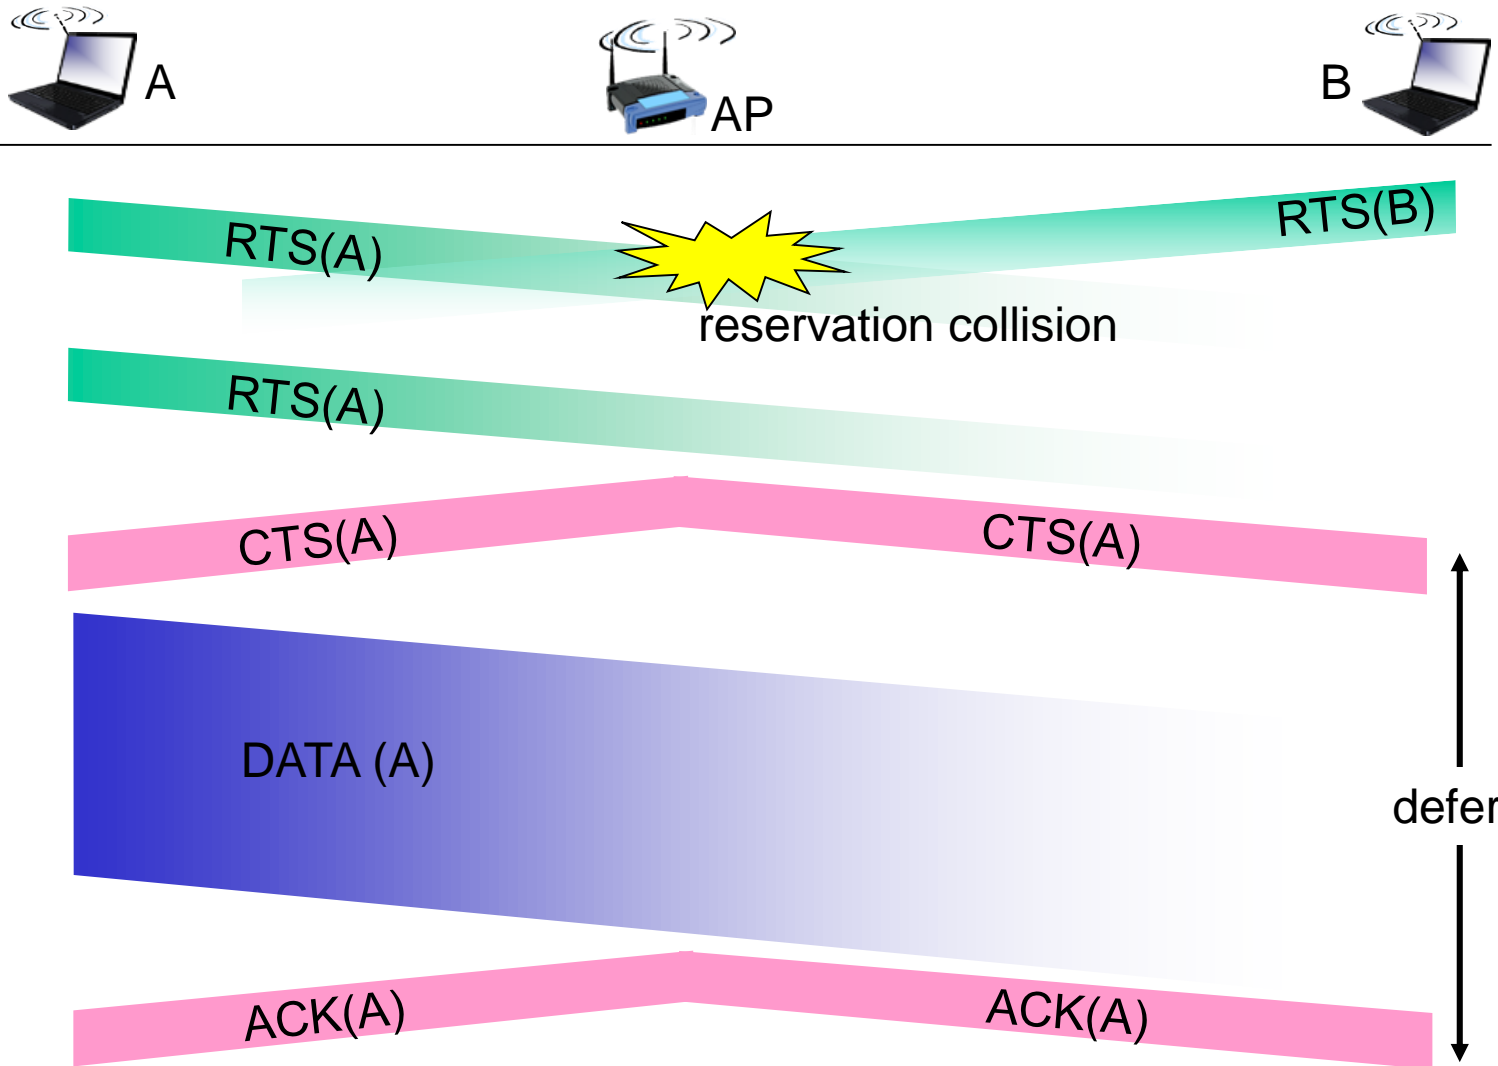 A
AP
B
RTS(A)
RTS(B)
reservation collision
RTS(A)
CTS(A)
CTS(A)
DATA (A)
defer
ACK(A)
ACK(A)